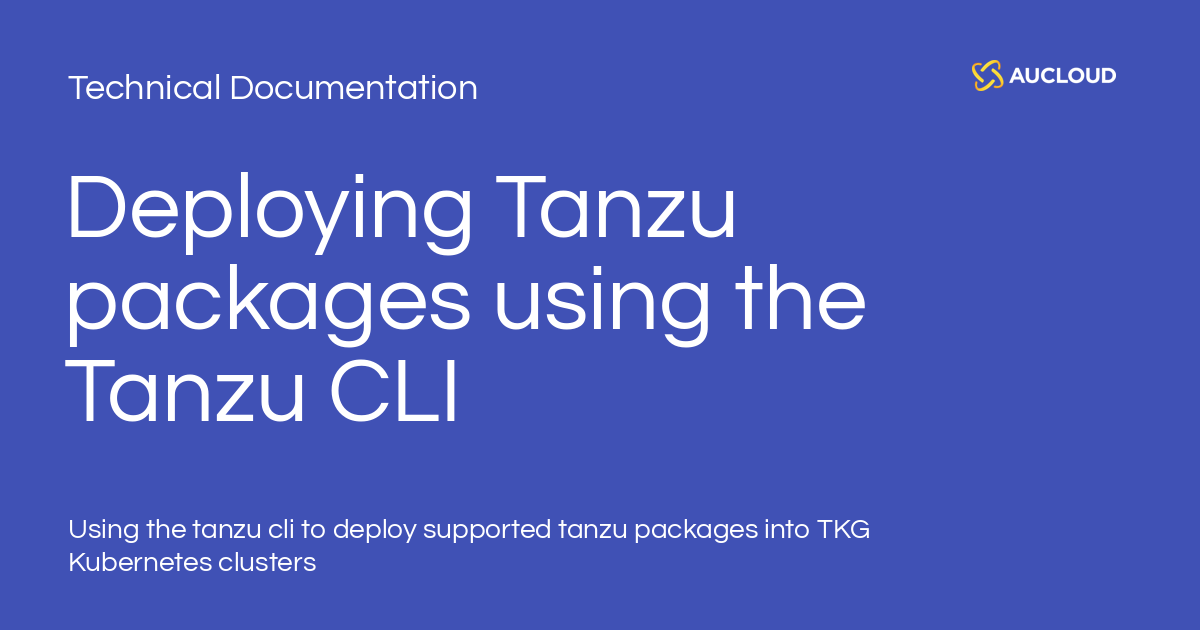 Technical Documentation
AUCLOUD
Deploying Tanzu
packages using the
Tanzu CLI
Using the tanzu cli to deploy supported tanzu packages into TKG
Kubernetes clusters